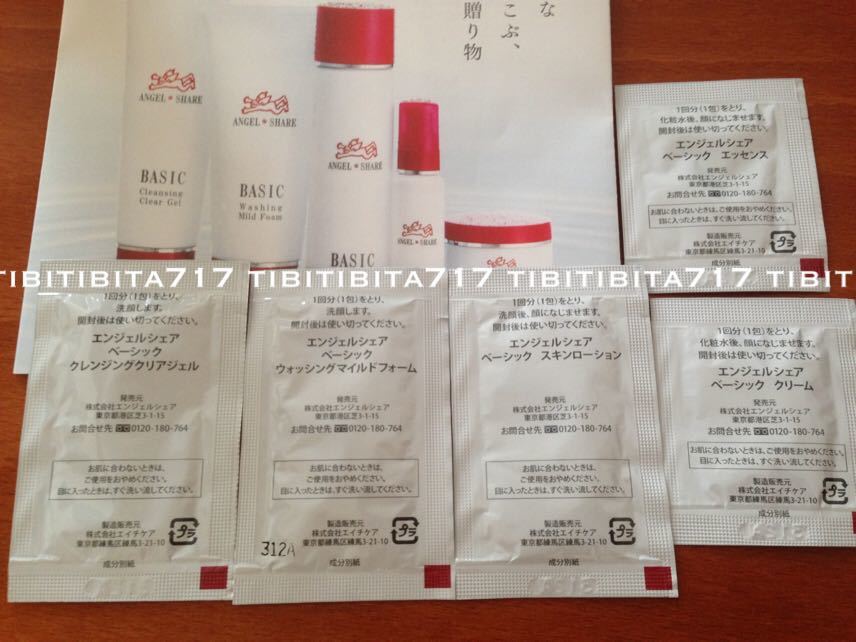 な
こぶ、
贈り物
ANGEL★SHARE
BASIC
Cleansing
Clear Gel
ANGEL★SHARE
BASIC
Washing
Mild Foam
ANGEL★SHARE
BASIC
ANGEL★SHARE
1回分(1包)をとり、
化粧水後、顔になじませます。
開封後は使い切ってください。
エンジェルシェア
ベーシック エッセンス
発売元
株式会社エンジェルシェア
東京都港区芝3-1-15
お問合せ先 0120-180-764
お肌に合わないときは、ご使用をおやめください。
目に入ったときは、すぐ洗い流してください。
製造販売元
株式会社エイチケア
東京都練馬区練馬3-21-10
プラ
成分別紙
TIBITIBITA717 TIBITIBITA717 TIBIT
1回分(1包)をとり、
洗顔します。
開封後は使い切ってください。
エンジェルシェア
ベーシック
クレンジングクリアジェル
発売元
株式会社エンジェルシェア
東京都港区芝3-1-15
お問合せ先 0120-180-764
お肌に合わないときは、
ご使用をおやめください。
目に入ったときは、すぐ洗い流してください。
製造販売元
株式会社エイチケア
東京都練馬区練馬3-21-10
プラ
成分別紙
1回分(1包)をとり、
洗顔します。
開封後は使い切ってください。
エンジェルシェア
ベーシック
ウォッシングマイルドフォーム
発売元
株式会社エンジェルシェア
東京都港区芝3-1-15
お問合せ先 0120-180-764
お肌に合わないときは、
ご使用をおやめください。
目に入ったときは、すぐ洗い流してください。
製造販売元
株式会社エイチケア
東京都練馬区練馬3-21-10
プラ
312A
成分別紙
1回分(1包)をとり、
洗顔後、顔になじませます。
開封後は使い切ってください。
エンジェルシェア
ベーシック スキンローション
発売元
株式会社エンジェルシェア
東京都港区芝3-1-15
お問合せ先 0120-180-764
お肌に合わないときは、
ご使用をおやめください。
目に入ったときは、すぐ洗い流してください。
製造販売元
株式会社エイチケア
東京都練馬区練馬3-21-10
プラ
成分別紙
1回分(1包)をとり、
化粧水後、顔になじませます。
開封後は使い切ってください。
エンジェルシェア
ベーシック クリーム
発売元
株式会社エンジェルシェア
東京都港区芝3-1-15
お問合せ先 0120-180-764
お肌に合わないときは、ご使用をおやめください。
目に入ったときは、すぐ洗い流してください。
製造販売元
株式会社エイチケア
東京都練馬区練馬3-21-10
プラ
成分別紙